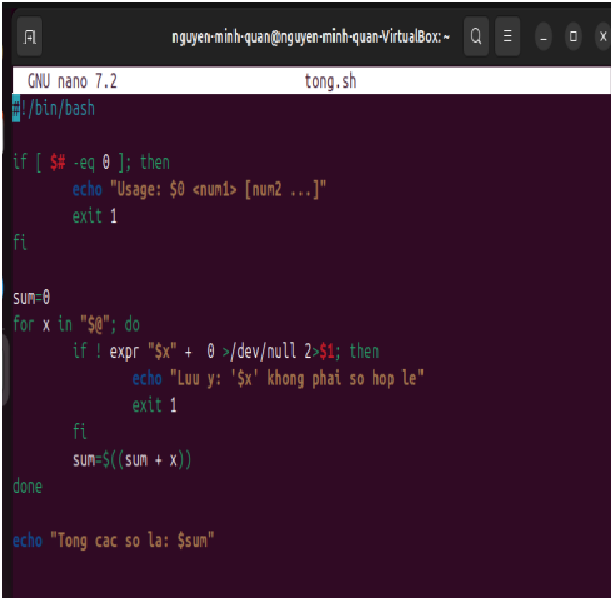 nguyen-minh-quan@nguyen-minh-quan-VirtualBox: ~
GNU nano 7.2 tong.sh
#!/bin/bash
if [ $# -eq 0 ]; then
echo "Usage: $0 <num1> [num2 ...]"
exit 1
fi
sum=0
for x in "$@"; do
if ! expr "$x" + 0 >/dev/null 2>$1; then
echo "Luu y: '$x' khong phai so hop le"
exit 1
fi
sum=$((sum + x))
done
echo "Tong cac so la: $sum"